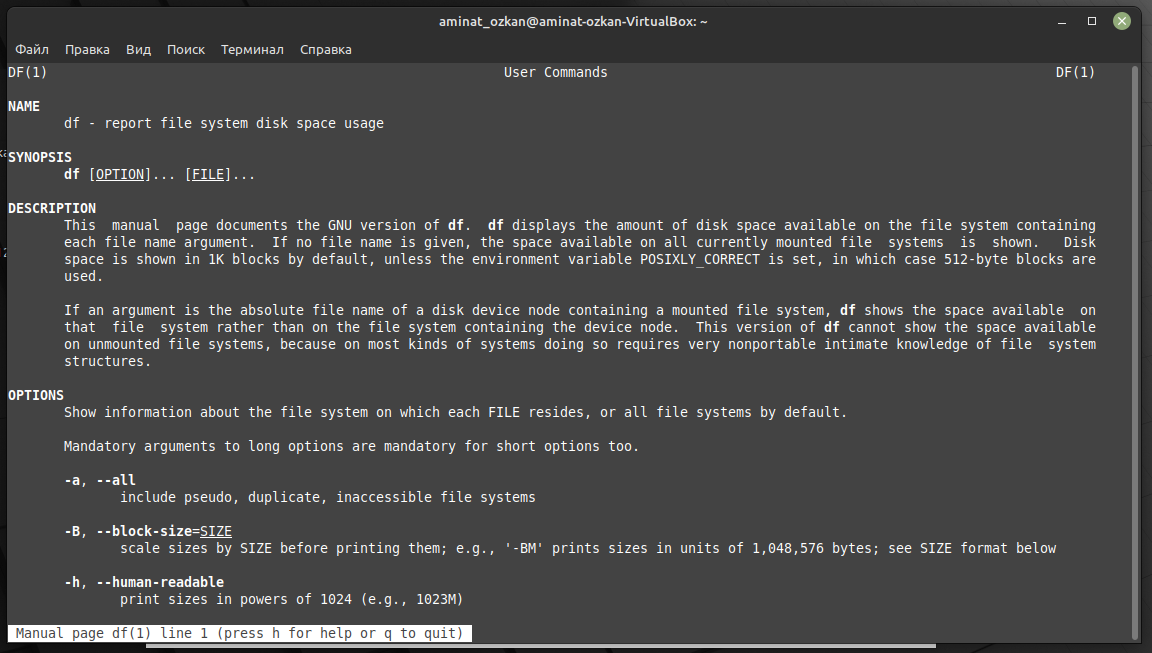 aminat_ozkan@aminat-ozkan-VirtualBox: ~
Файл Правка Вид Поиск Терминал Справка
DF(1) User Commands DF(1)
NAME
df - report file system disk space usage
SYNOPSIS
df [OPTION]... [FILE]...
DESCRIPTION
This manual page documents the GNU version of df. df displays the amount of disk space available on the file system containing
each file name argument. If no file name is given, the space available on all currently mounted file systems is shown. Disk
space is shown in 1K blocks by default, unless the environment variable POSIXLY_CORRECT is set, in which case 512-byte blocks are
used.
If an argument is the absolute file name of a disk device node containing a mounted file system, df shows the space available on
that file system rather than on the file system containing the device node. This version of df cannot show the space available
on unmounted file systems, because on most kinds of systems doing so requires very nonportable intimate knowledge of file system
structures.
OPTIONS
Show information about the file system on which each FILE resides, or all file systems by default.
Mandatory arguments to long options are mandatory for short options too.
-a, --all
include pseudo, duplicate, inaccessible file systems
-B, --block-size=SIZE
scale sizes by SIZE before printing them; e.g., '-BM' prints sizes in units of 1,048,576 bytes; see SIZE format below
-h, --human-readable
print sizes in powers of 1024 (e.g., 1023M)
Manual page df(1) line 1 (press h for help or q to quit)